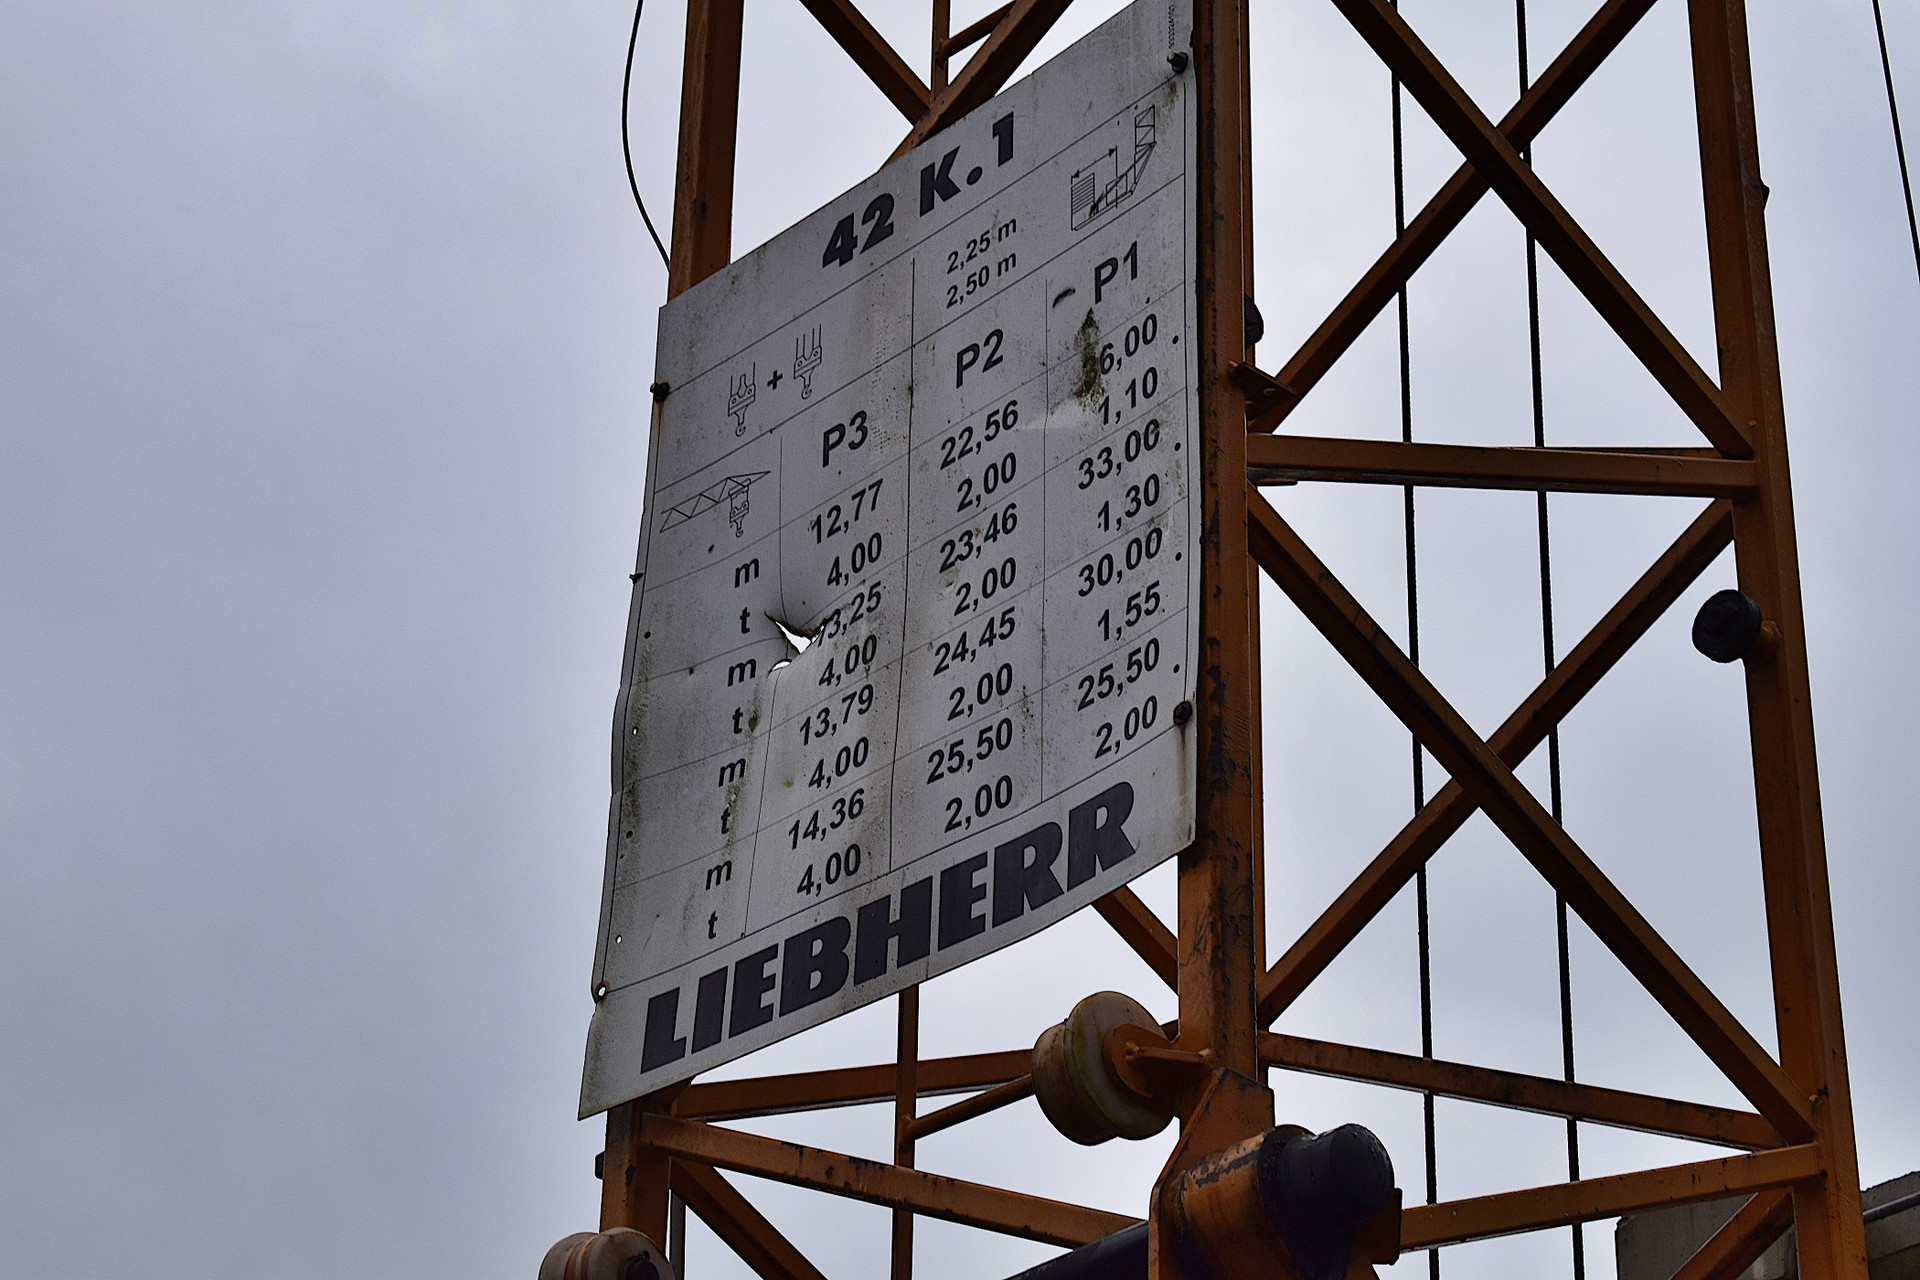 42 K.1
2,25 m
2,50 m
+
P3 P2 P1
m 12,77 22,56 6,00
t 4,00 2,00 1,10
m 13,25 23,46 33,00
t 4,00 2,00 1,30
m 13,79 24,45 30,00
t 4,00 2,00 1,55
m 14,36 25,50 25,50
t 4,00 2,00 2,00
LIEBHERR